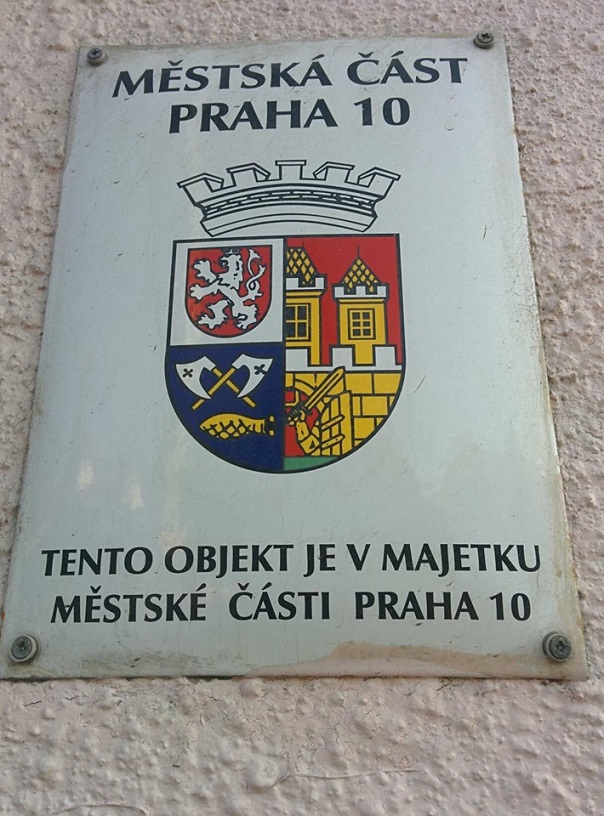 MĚSTSKÁ ČÁST
PRAHA 10
TENTO OBJEKT JE V MAJETKU
MĚSTSKÉ ČÁSTI PRAHA 10